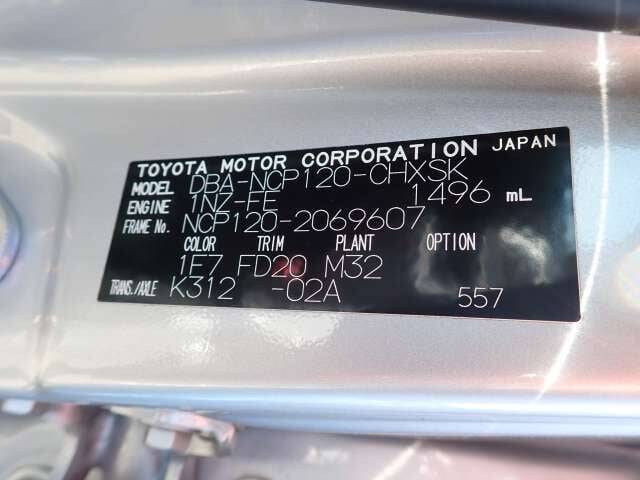 TOYOTA MOTOR CORPORATION JAPAN
MODEL DBA-NCP120-CHXSK
ENGINE 1NZ-FE 1496 mL
FRAME No. NCP120-2069607
COLOR TRIM PLANT OPTION
1F7 FD20 M32
TRANS./AXLE K312 -02A 557